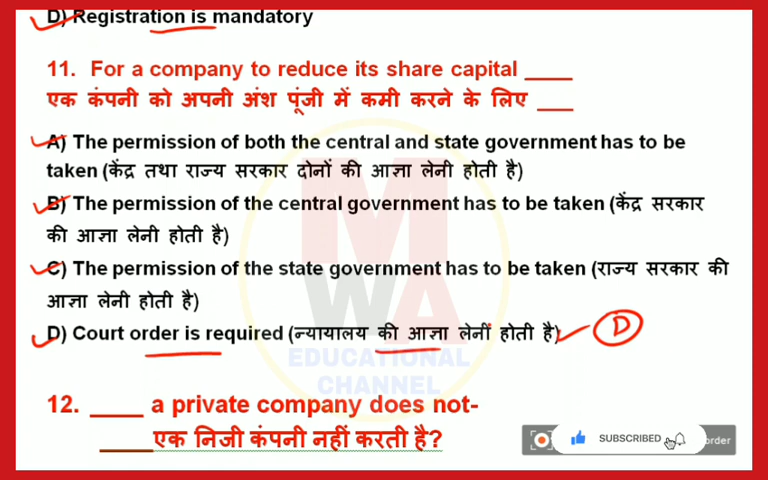 D) Registration is mandatory
11. For a company to reduce its share capital ____
एक कंपनी को अपनी अंश पूंजी में कमी करने के लिए ___
A) The permission of both the central and state government has to be
taken (केंद्र तथा राज्य सरकार दोनों की आज्ञा लेनी होती है)
B) The permission of the central government has to be taken (केंद्र सरकार
की आज्ञा लेनी होती है)
C) The permission of the state government has to be taken (राज्य सरकार की
आज्ञा लेनी होती है)
D) Court order is required (न्यायालय की आज्ञा लेनी होती है)
D
MWA
EDUCATIONAL
CHANNEL
12. ____ a private company does not-
____एक निजी कंपनी नहीं करती है?
SUBSCRIBED
order